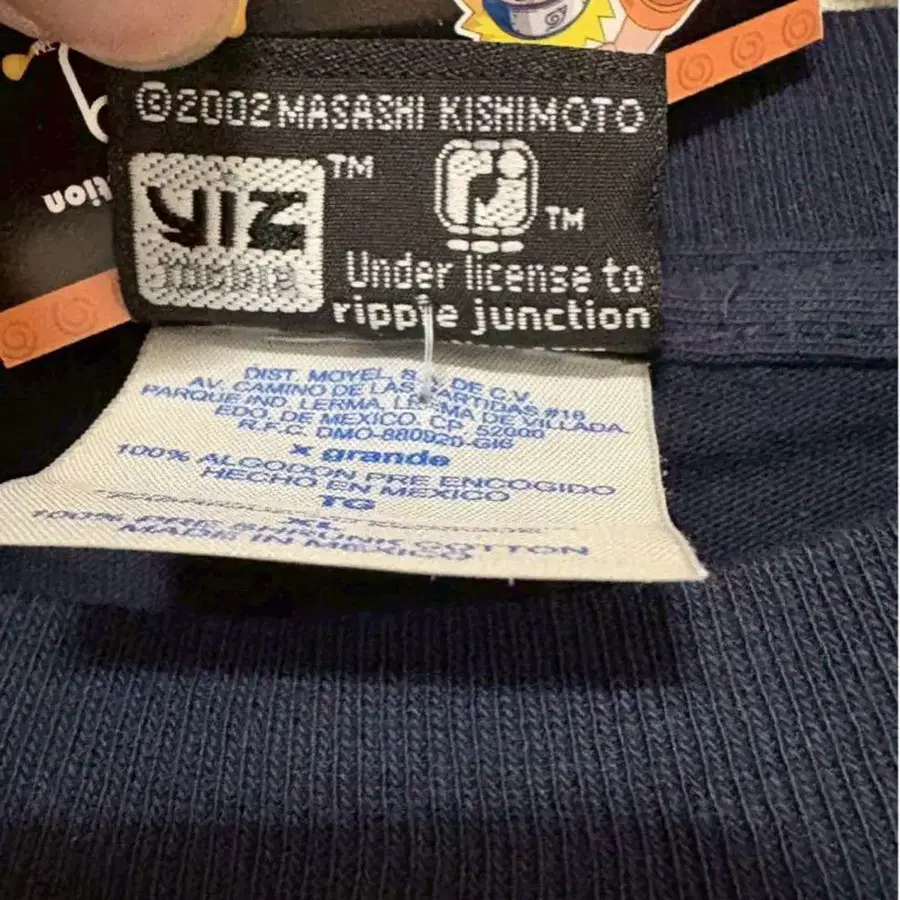 ©2002 MASASHI KISHIMOTO
VIZ TM
TM
Under license to
ripple junction
tion
DIST. MOYEL, S. DE C.V.
AV. CAMINO DE LAS PARTIDAS #18
PARQUE IND. LERMA, LERMA DE VILLADA
EDO. DE MEXICO. CP 52000
R.F.C. DMO-880920-GI6
x grande
100% ALGODON PRE ENCOGIDO
HECHO EN MEXICO
TG
XL
100% PRE SHRUNK COTTON
MADE IN MEXICO